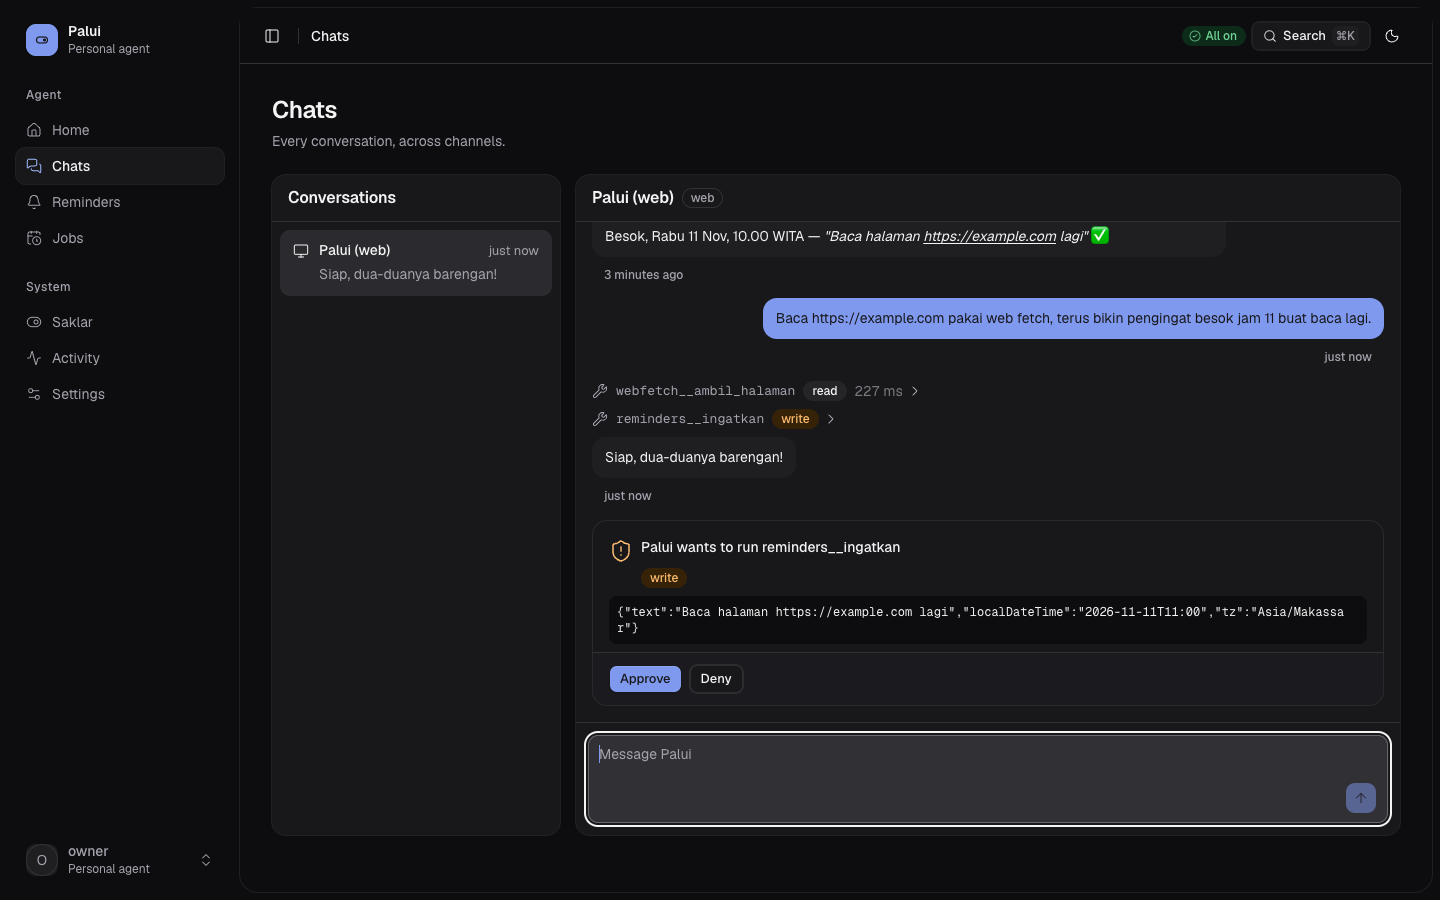 Palui
Personal agent
Agent
Home
Chats
Reminders
Jobs
System
Saklar
Activity
Settings
O
owner
Personal agent
Chats
All on
Search ⌘K
Chats
Every conversation, across channels.
Conversations
Palui (web) just now
Siap, dua-duanya barengan!
Palui (web) web
Besok, Rabu 11 Nov, 10.00 WITA — "Baca halaman https://example.com lagi" ✅
3 minutes ago
Baca https://example.com pakai web fetch, terus bikin pengingat besok jam 11 buat baca lagi.
just now
webfetch__ambil_halaman read 227 ms
reminders__ingatkan write
Siap, dua-duanya barengan!
just now
Palui wants to run reminders__ingatkan
write
{"text":"Baca halaman https://example.com lagi","localDateTime":"2026-11-11T11:00","tz":"Asia/Makassa
r"}
Approve Deny
Message Palui